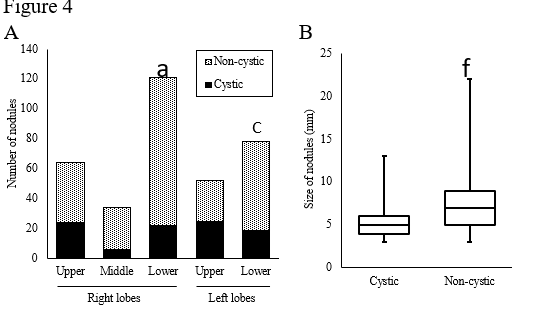 Figure 4
A
B
140
120
100
80
60
40
20
0
Number of nodules
a
c
Non-cystic
Cystic
Upper Middle Lower Upper Lower
Right lobes Left lobes
25
20
15
10
5
0
Size of nodules (mm)
f
Cystic Non-cystic